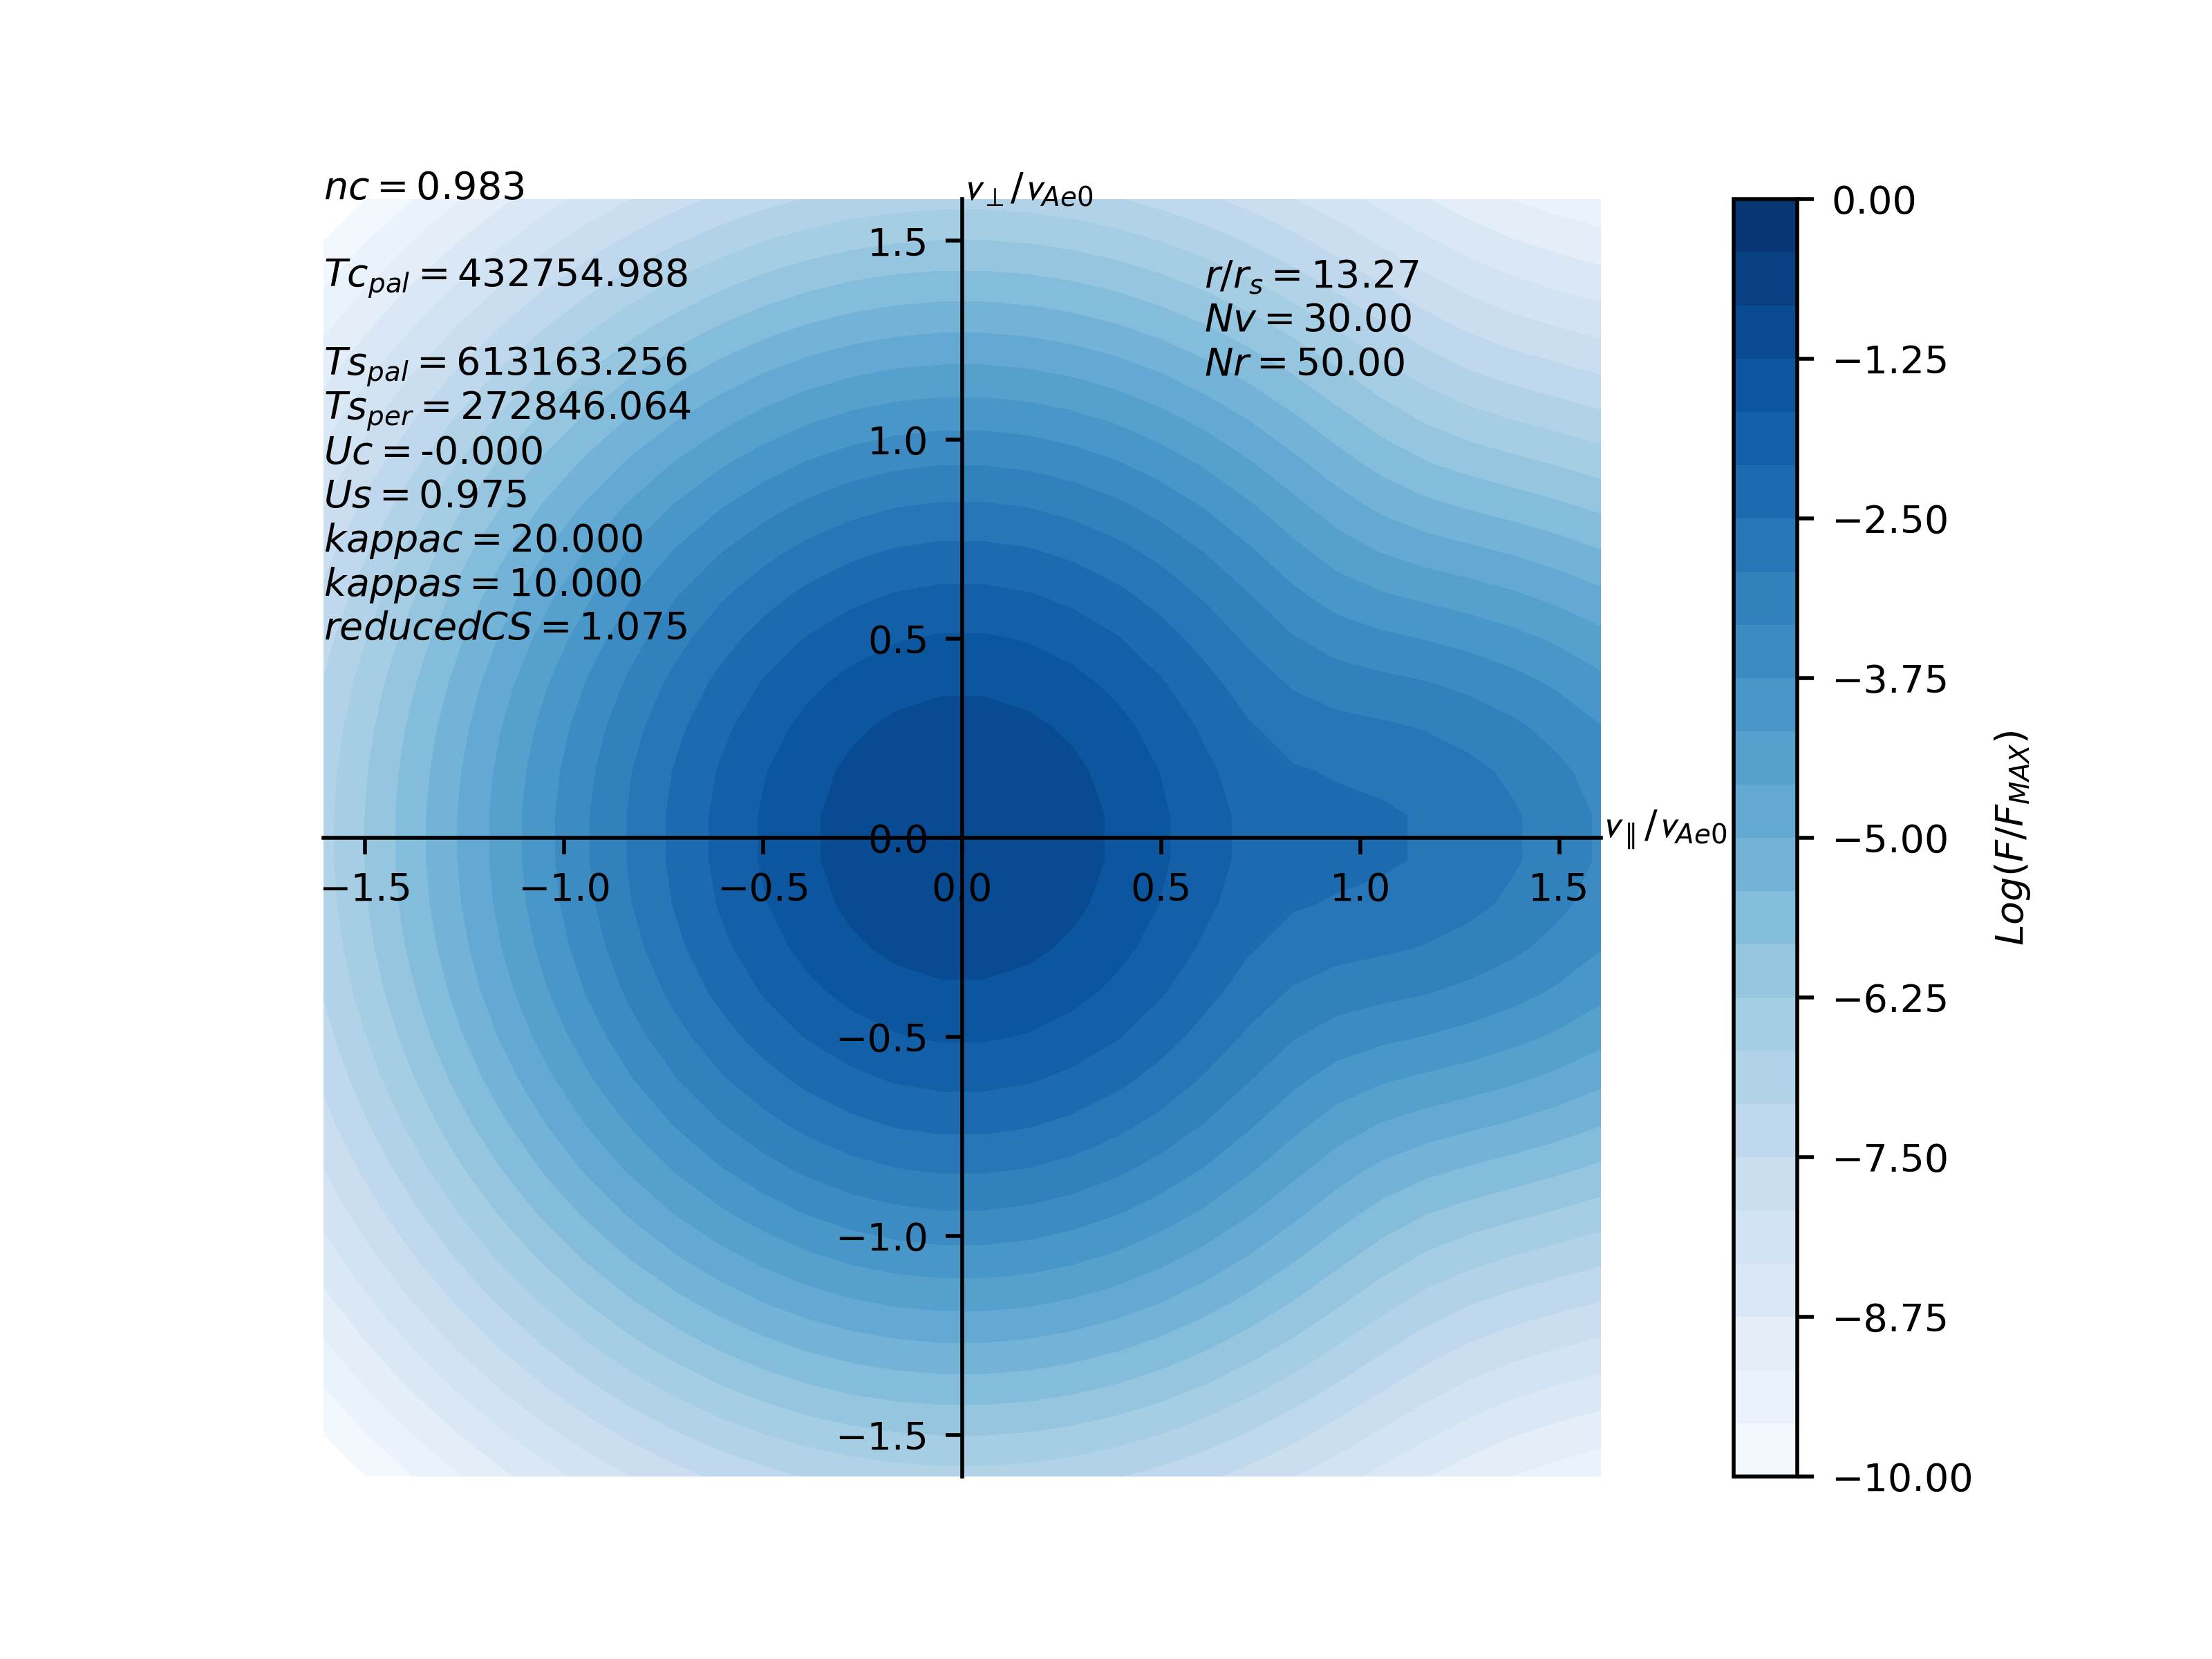 nc = 0.983
Tc_pal = 432754.988
Ts_pal = 613163.256
Ts_per = 272846.064
Uc = -0.000
Us = 0.975
kappac = 20.000
kappas = 10.000
reducedCS = 1.075
v⊥/v_Ae0
r/r_s = 13.27
Nv = 30.00
Nr = 50.00
1.5
1.0
0.5
0.0
−0.5
−1.0
−1.5
−1.5 −1.0 −0.5 0.0 0.5 1.0 1.5
v∥/v_Ae0
0.00
−1.25
−2.50
−3.75
−5.00
−6.25
−7.50
−8.75
−10.00
Log(F/F_MAX)